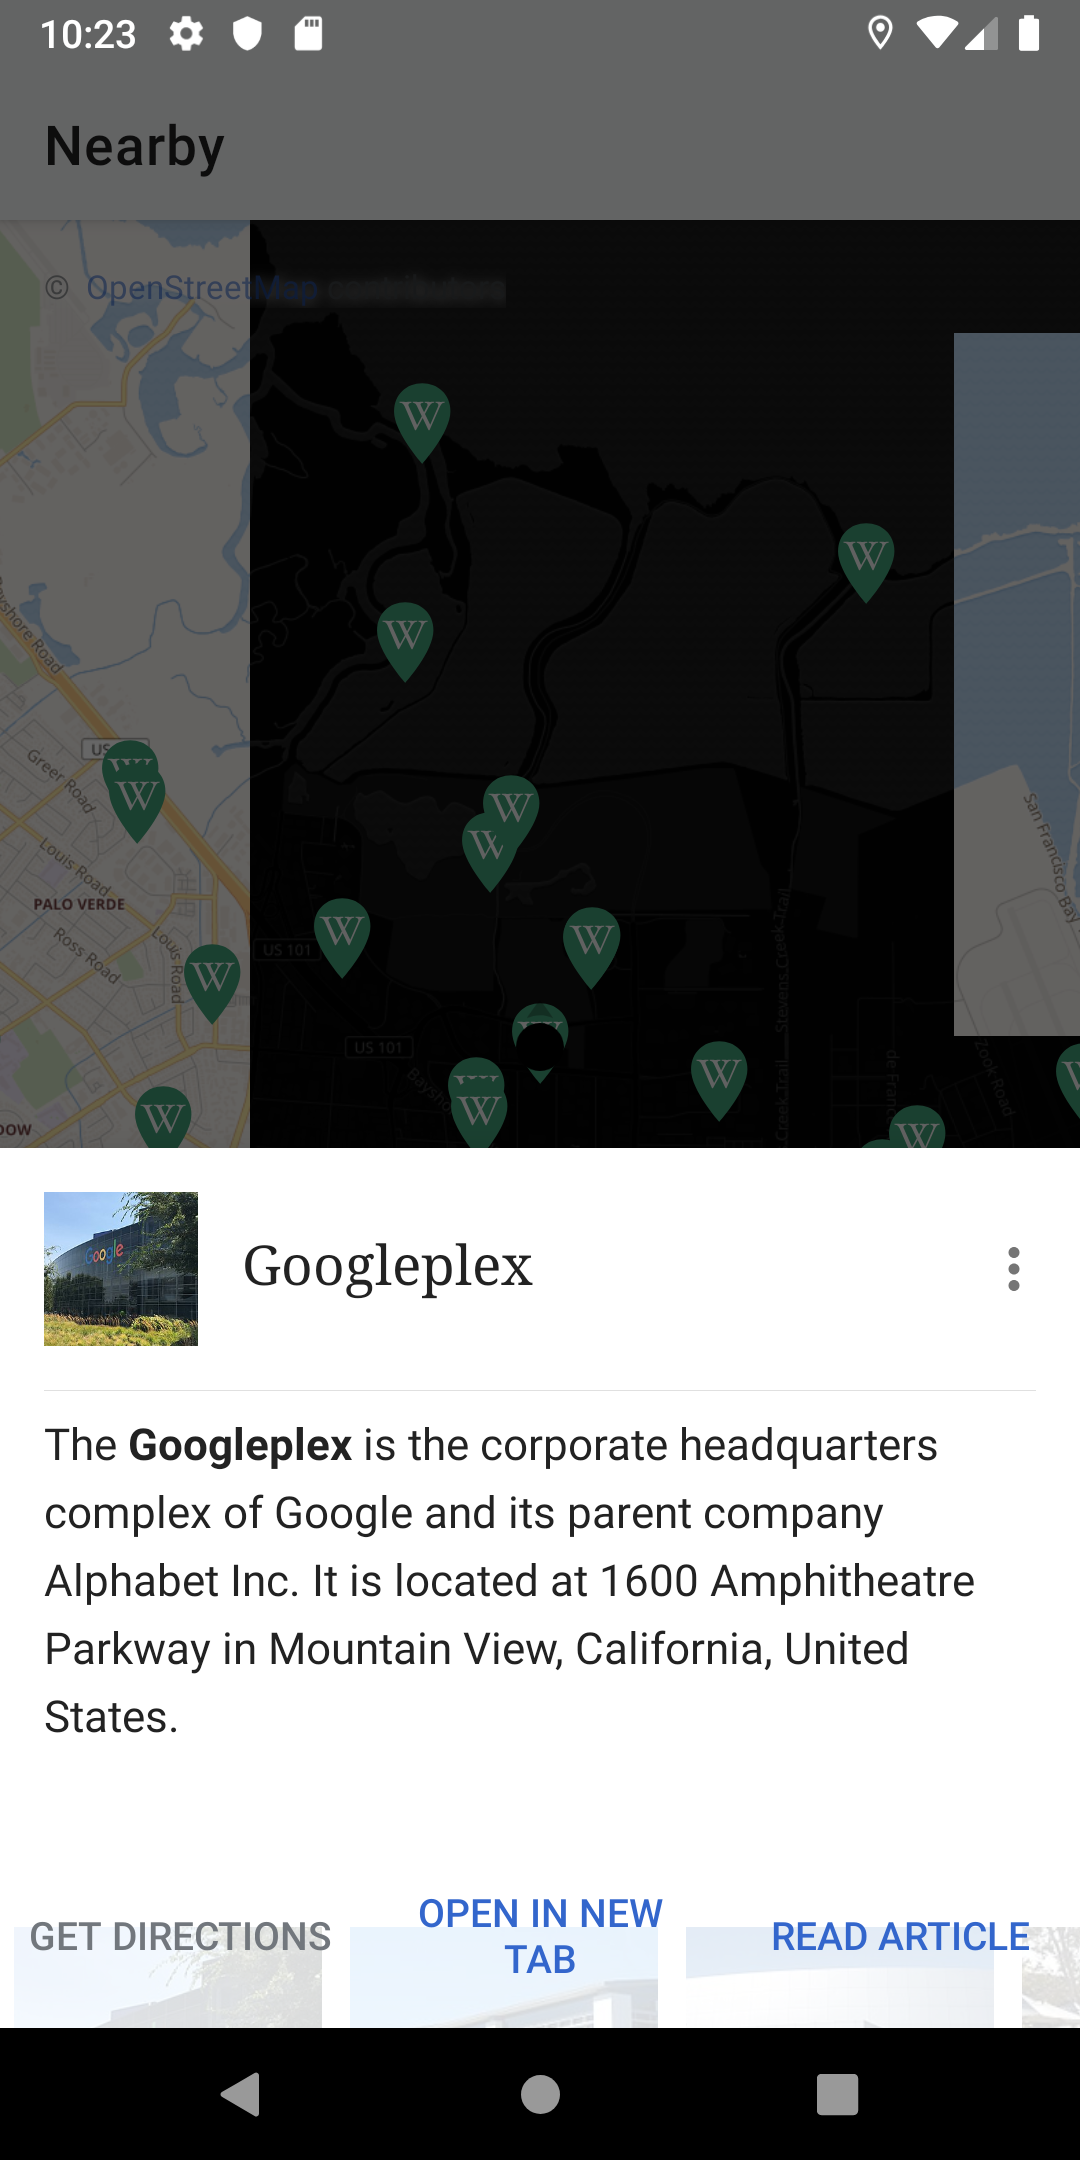 10:23
Nearby
© OpenStreetMap contributors
Bayshore Road
US
Greer Road
Louis Road
PALO VERDE
Ross Road
Louis Road
US 101
US 101
Stevens Creek Trail
Creek Trail
San Francisco Bay
Zook Road
de France
W
W
W
W
W
W
W
W
W
W
W
W
W
Google
Googleplex
The Googleplex is the corporate headquarters
complex of Google and its parent company
Alphabet Inc. It is located at 1600 Amphitheatre
Parkway in Mountain View, California, United
States.
GET DIRECTIONS
OPEN IN NEW
TAB
READ ARTICLE